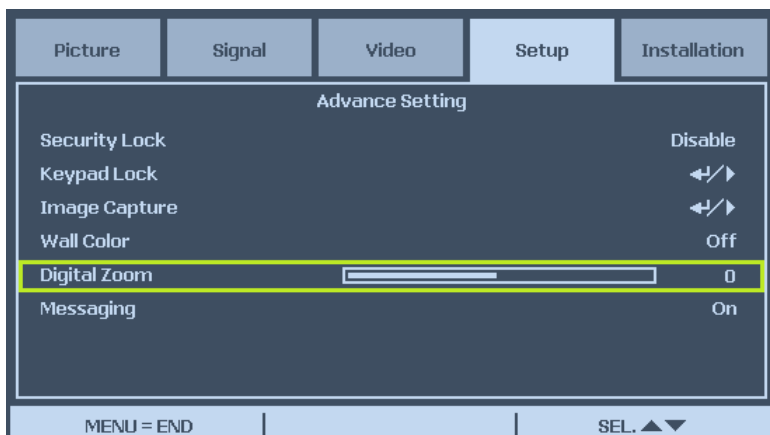 Picture Signal Video Setup Installation
Advance Setting
Security Lock Disable
Keypad Lock
Image Capture
Wall Color Off
Digital Zoom 0
Messaging On
MENU = END SEL.